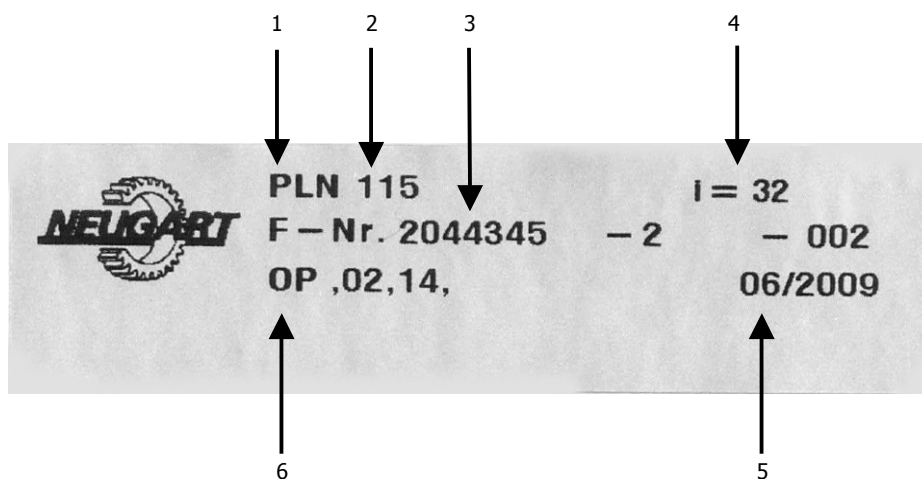 1 2 3 4
PLN 115 i = 32
NEUGART F – Nr. 2044345 – 2 – 002
OP ,02,14, 06/2009
6 5